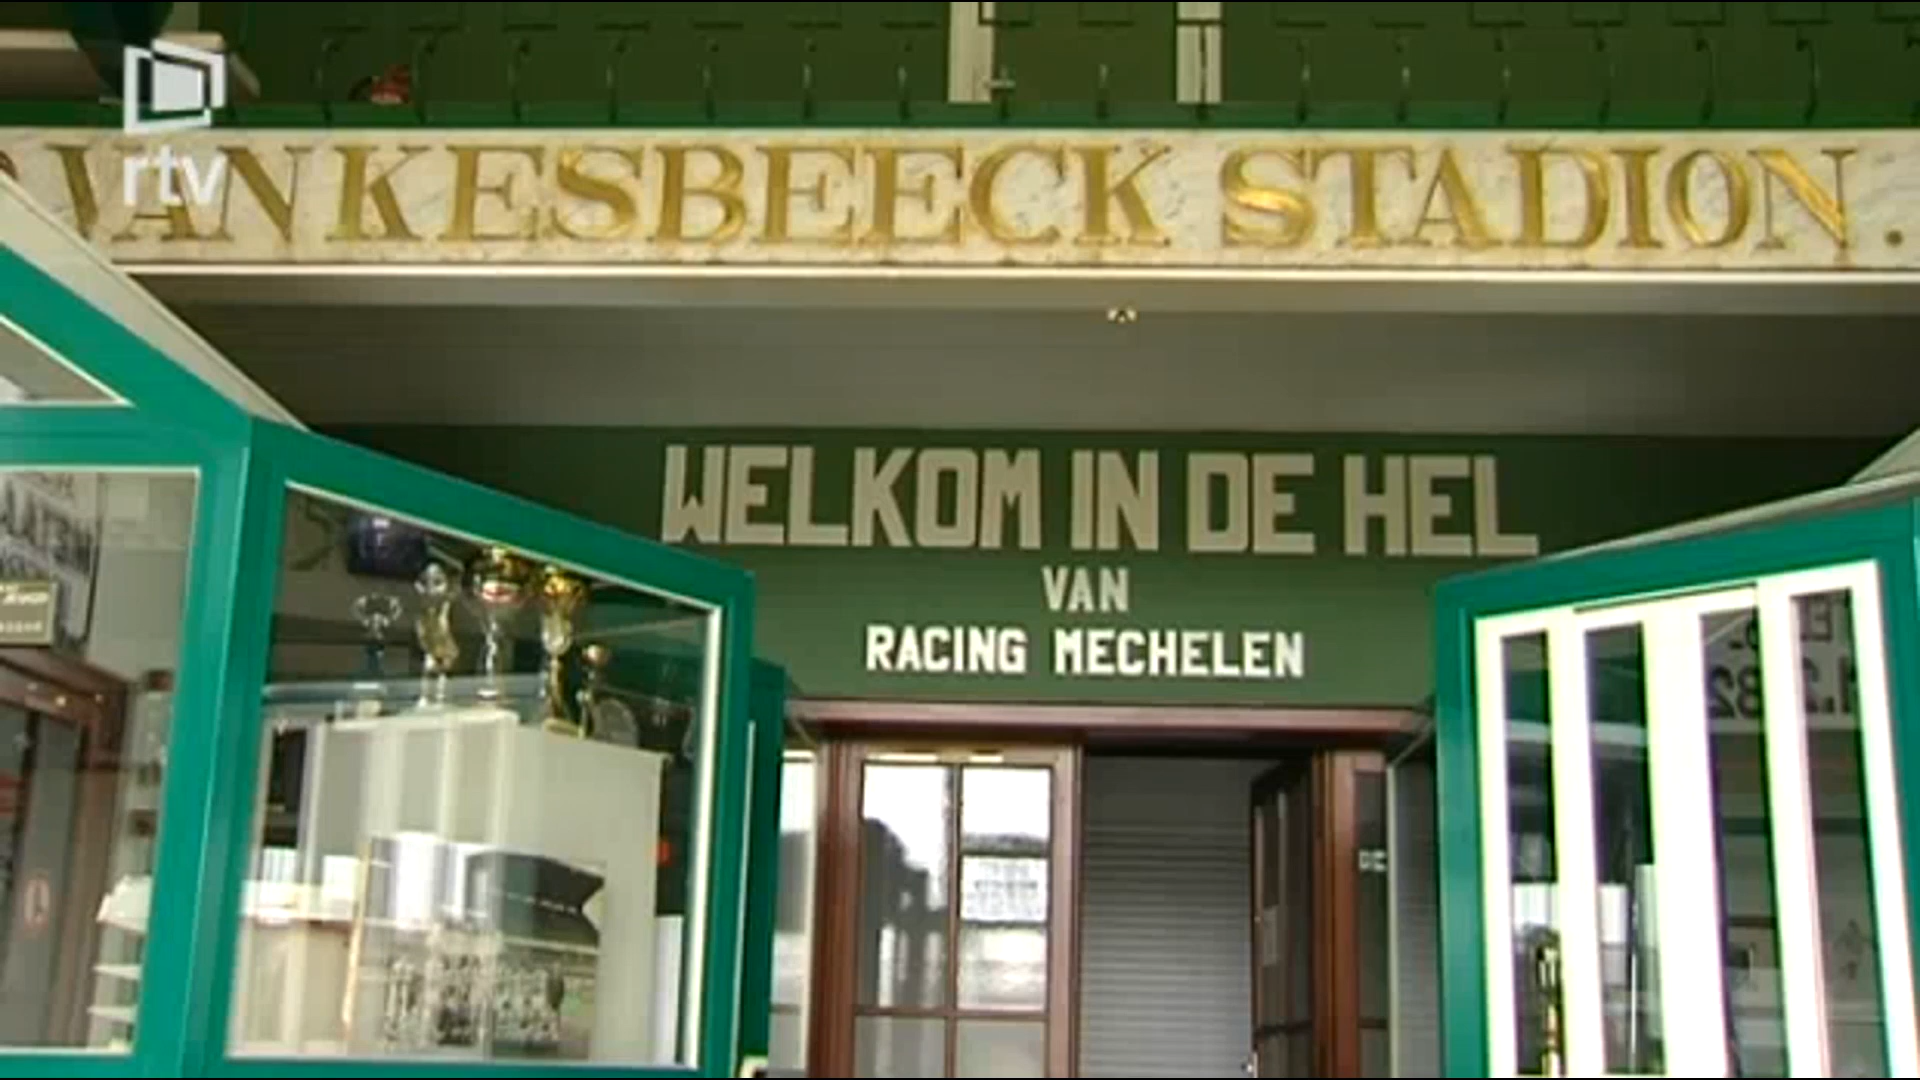 rtv
VAN KESBEECK STADION.
WELKOM IN DE HEL
VAN
RACING MECHELEN